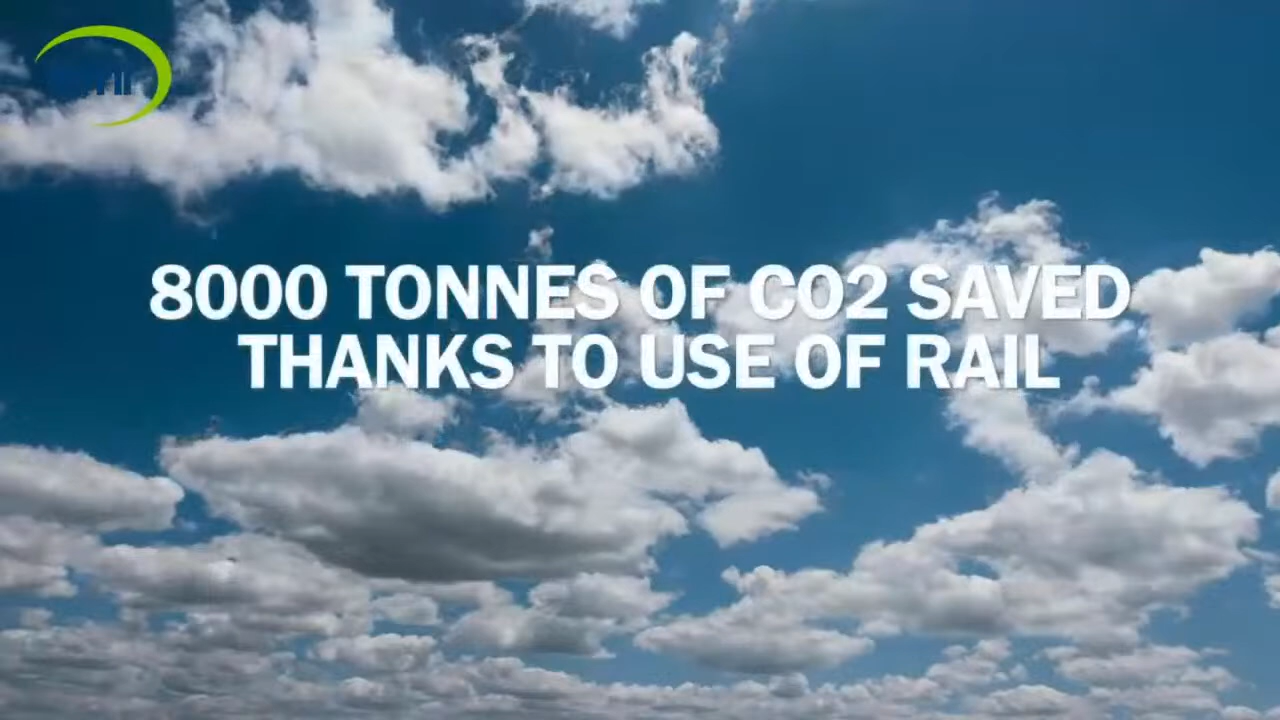 8000 TONNES OF CO2 SAVED
THANKS TO USE OF RAIL